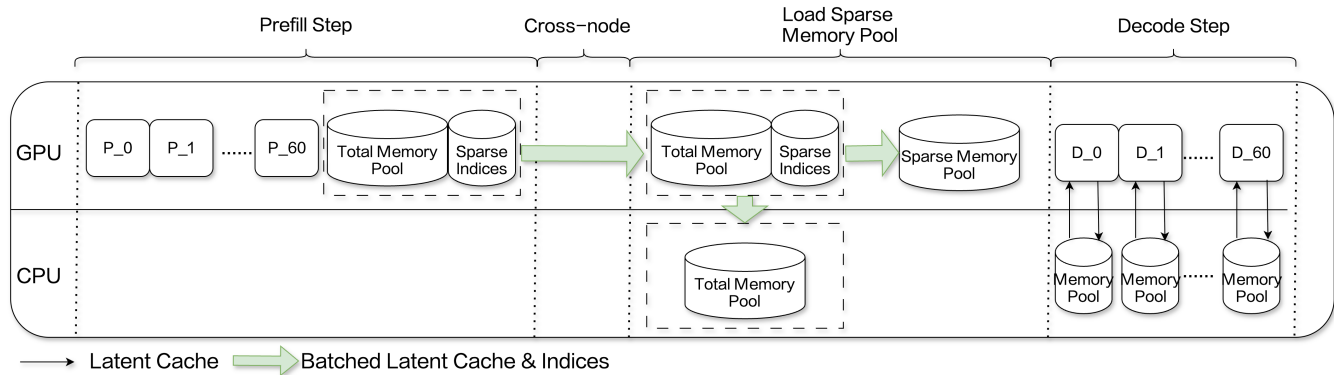 Prefill Step
Cross-node
Load Sparse
Memory Pool
Decode Step
GPU
P_0
P_1
......
P_60
Total Memory
Pool
Sparse
Indices
Total Memory
Pool
Sparse
Indices
Sparse Memory
Pool
D_0
D_1
......
D_60
CPU
Total Memory
Pool
Memory
Pool
Memory
Pool
......
Memory
Pool
Latent Cache
Batched Latent Cache & Indices